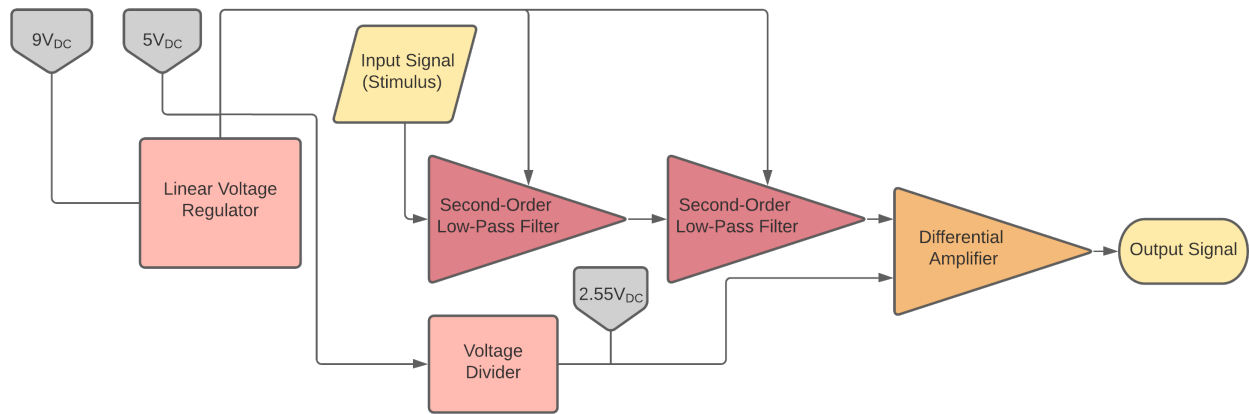 9VDC
5VDC
Input Signal
(Stimulus)
Linear Voltage
Regulator
Second-Order
Low-Pass Filter
Second-Order
Low-Pass Filter
Differential
Amplifier
Output Signal
2.55VDC
Voltage
Divider